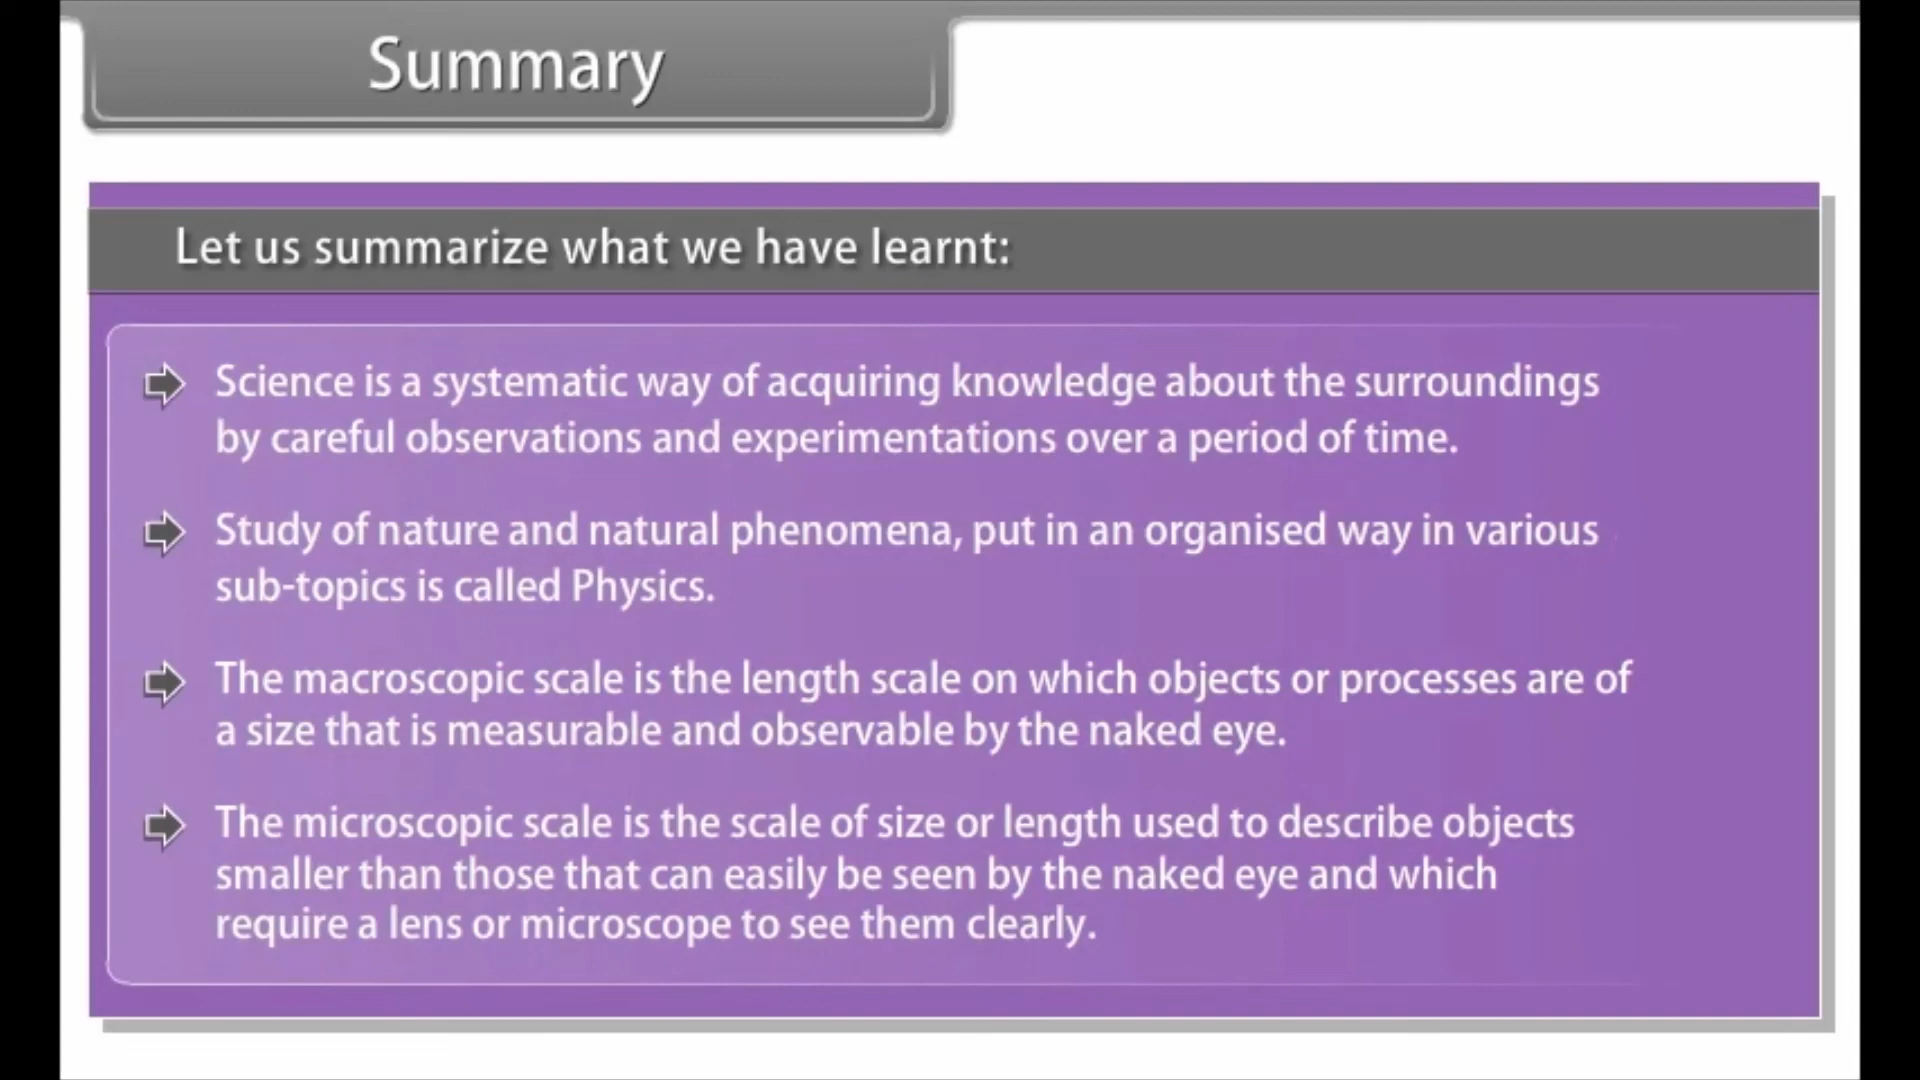 Summary
Let us summarize what we have learnt:
Science is a systematic way of acquiring knowledge about the surroundings
by careful observations and experimentations over a period of time.
Study of nature and natural phenomena, put in an organised way in various
sub-topics is called Physics.
The macroscopic scale is the length scale on which objects or processes are of
a size that is measurable and observable by the naked eye.
The microscopic scale is the scale of size or length used to describe objects
smaller than those that can easily be seen by the naked eye and which
require a lens or microscope to see them clearly.